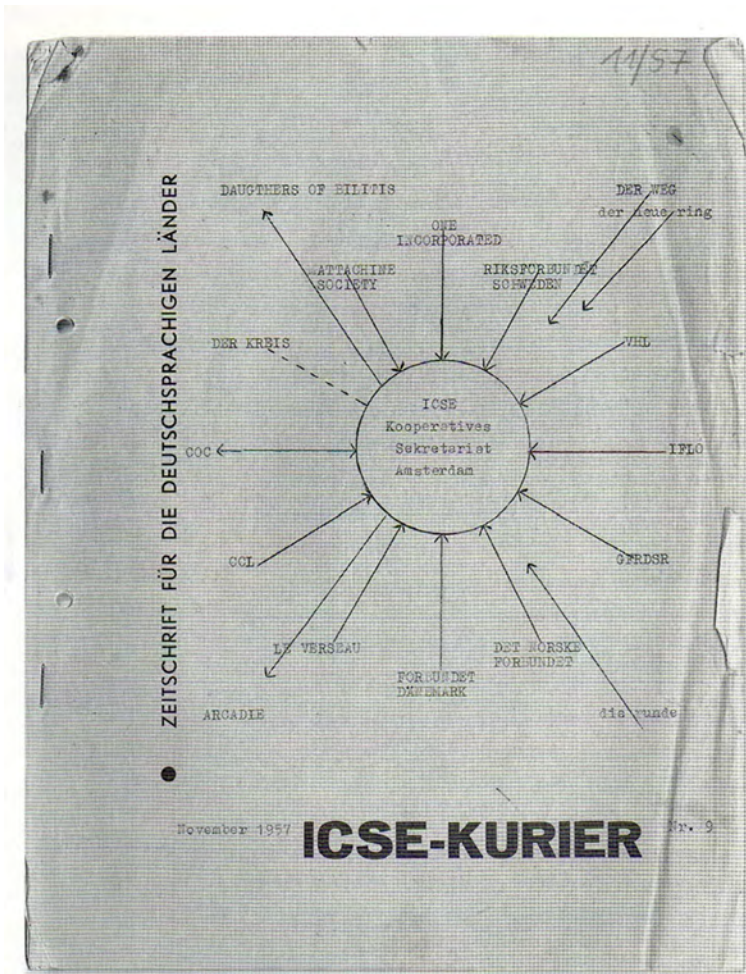 11/57
ZEITSCHRIFT FÜR DIE DEUTSCHSPRACHIGEN LÄNDER
DAUGTHERS OF BILITIS
DER WEG
der neue ring
ONE
INCORPORATED
MATTACHINE
SOCIETY
RIKSFORBUNDET
SCHWEDEN
DER KREIS
VHL
ICSE
Kooperatives
Sekretariat
Amsterdam
COC
IFLO
CCL
GFRDSR
LE VERSEAU
DET NORSKE
FORBUNDET
FORBUNDET
DÄNEMARK
ARCADIE
die runde
November 1957
ICSE-KURIER
Nr. 9